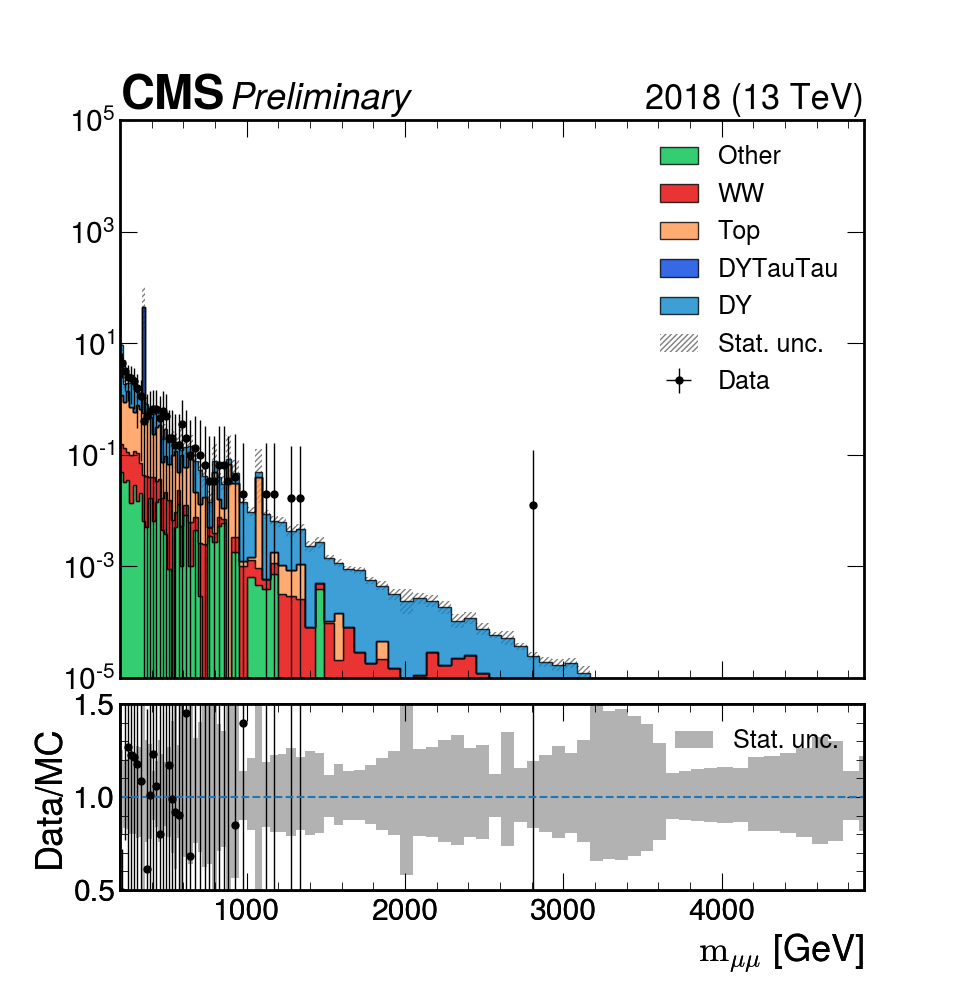 CMS Preliminary 2018 (13 TeV)
10^5
10^3
10^1
10^-1
10^-3
10^-5
Other
WW
Top
DYTauTau
DY
Stat. unc.
Data
Data/MC
1.5
1.0
0.5
Stat. unc.
1000 2000 3000 4000
m_μμ [GeV]